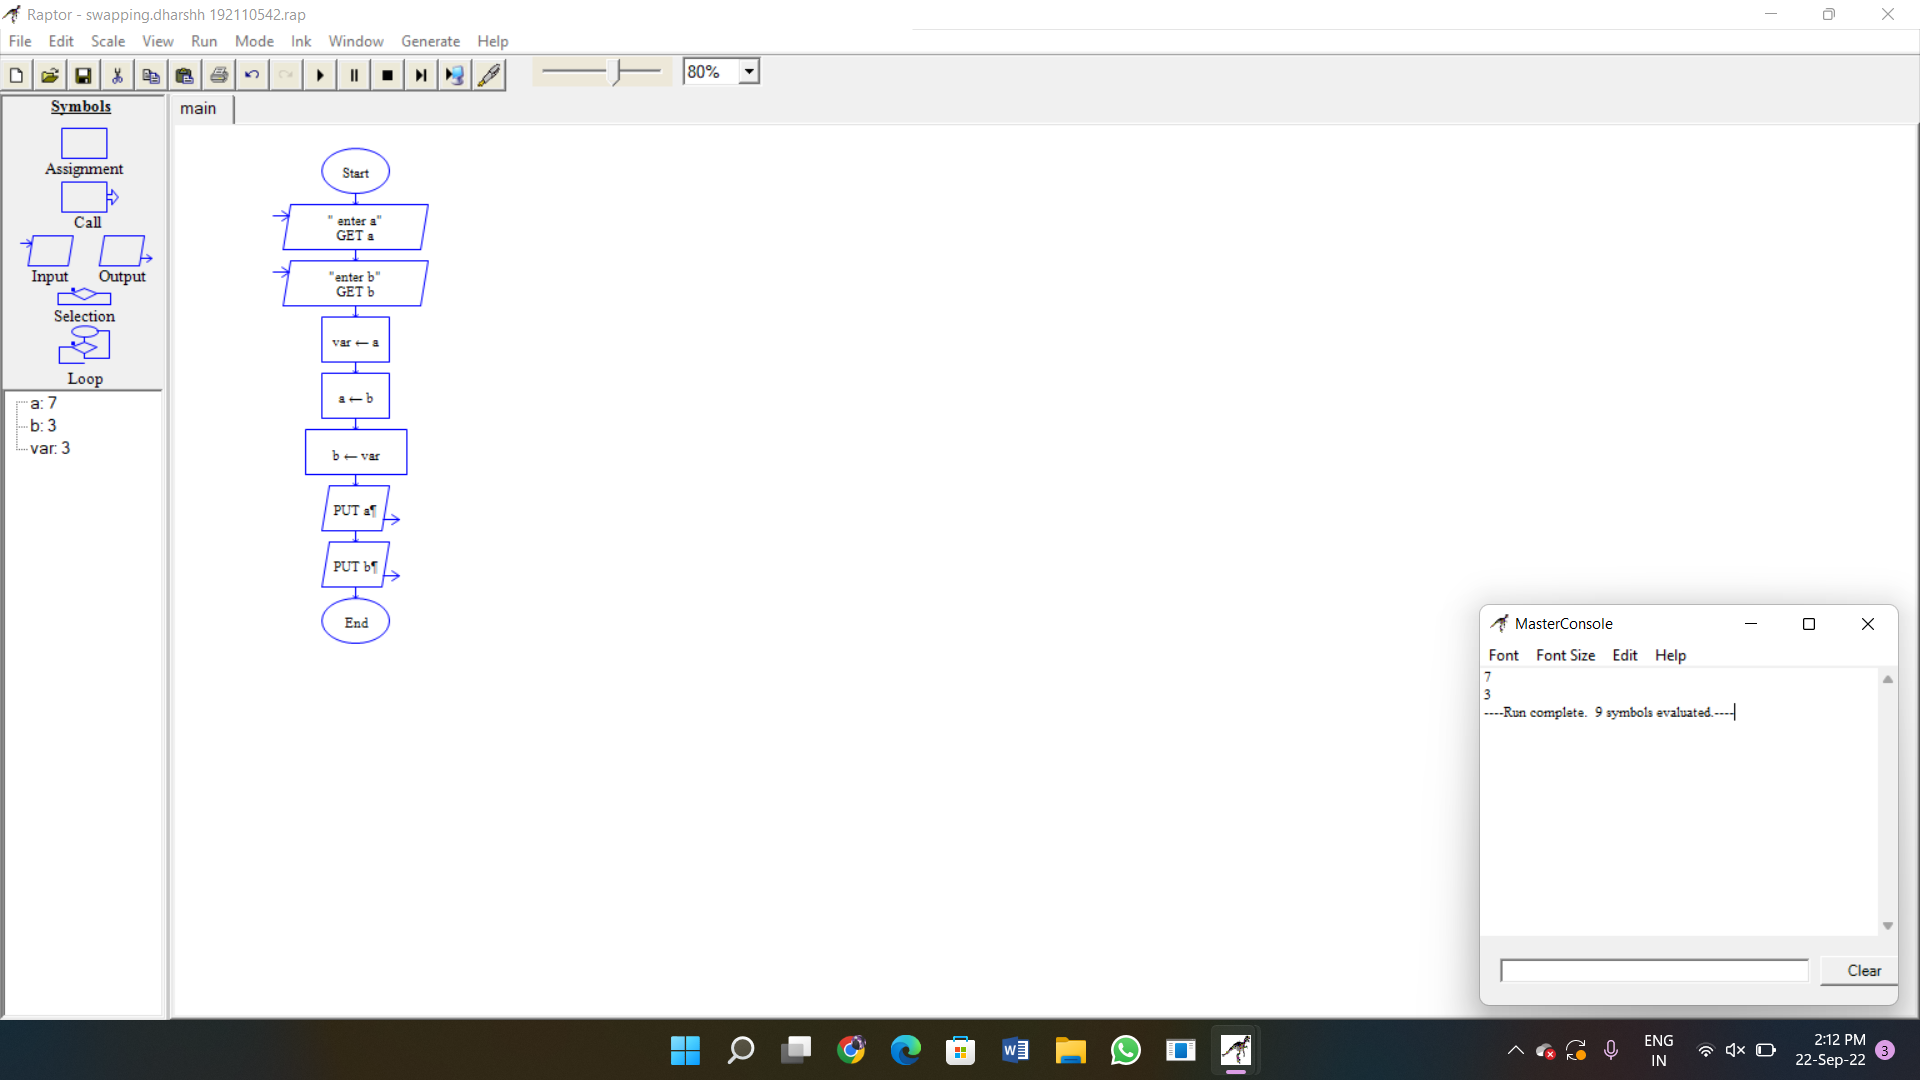 Raptor - swapping.dharshh 192110542.rap
File Edit Scale View Run Mode Ink Window Generate Help
80%
Symbols
main
Assignment
Call
Input Output
Selection
Loop
a: 7
b: 3
var: 3
Start
" enter a"
GET a
"enter b"
GET b
var ← a
a ← b
b ← var
PUT a¶
PUT b¶
End
MasterConsole
Font Font Size Edit Help
7
3
----Run complete.  9 symbols evaluated.----
Clear
ENG
IN
2:12 PM
22-Sep-22
3